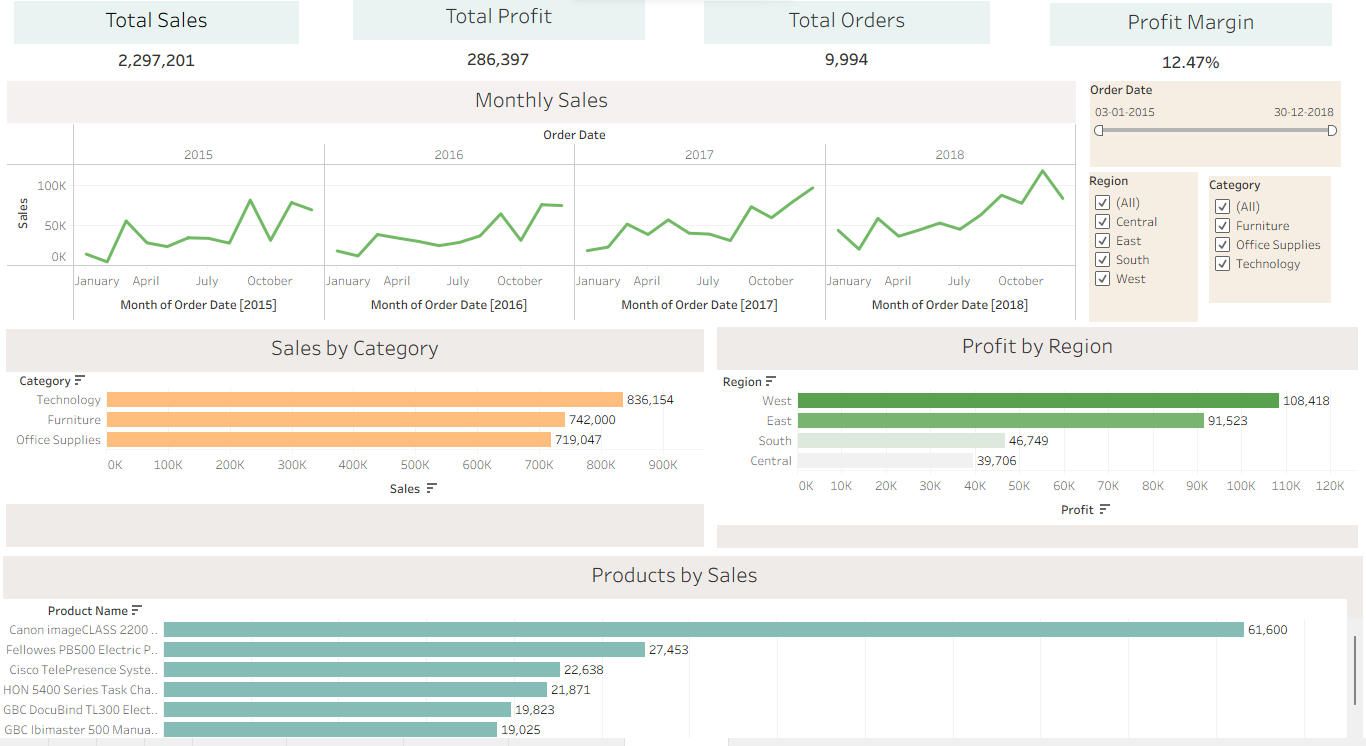 Total Sales
Total Profit
Total Orders
Profit Margin
2,297,201
286,397
9,994
12.47%
Monthly Sales
Order Date
2015
2016
2017
2018
Sales
100K
50K
0K
January April July October
January April July October
January April July October
January April July October
Month of Order Date [2015]
Month of Order Date [2016]
Month of Order Date [2017]
Month of Order Date [2018]
Order Date
03-01-2015
30-12-2018
Region
(All)
Central
East
South
West
Category
(All)
Furniture
Office Supplies
Technology
Sales by Category
Category
Technology 836,154
Furniture 742,000
Office Supplies 719,047
0K 100K 200K 300K 400K 500K 600K 700K 800K 900K
Sales
Profit by Region
Region
West 108,418
East 91,523
South 46,749
Central 39,706
0K 10K 20K 30K 40K 50K 60K 70K 80K 90K 100K 110K 120K
Profit
Products by Sales
Product Name
Canon imageCLASS 2200 .. 61,600
Fellowes PB500 Electric P.. 27,453
Cisco TelePresence Syste.. 22,638
HON 5400 Series Task Cha.. 21,871
GBC DocuBind TL300 Elect.. 19,823
GBC Ibimaster 500 Manua.. 19,025